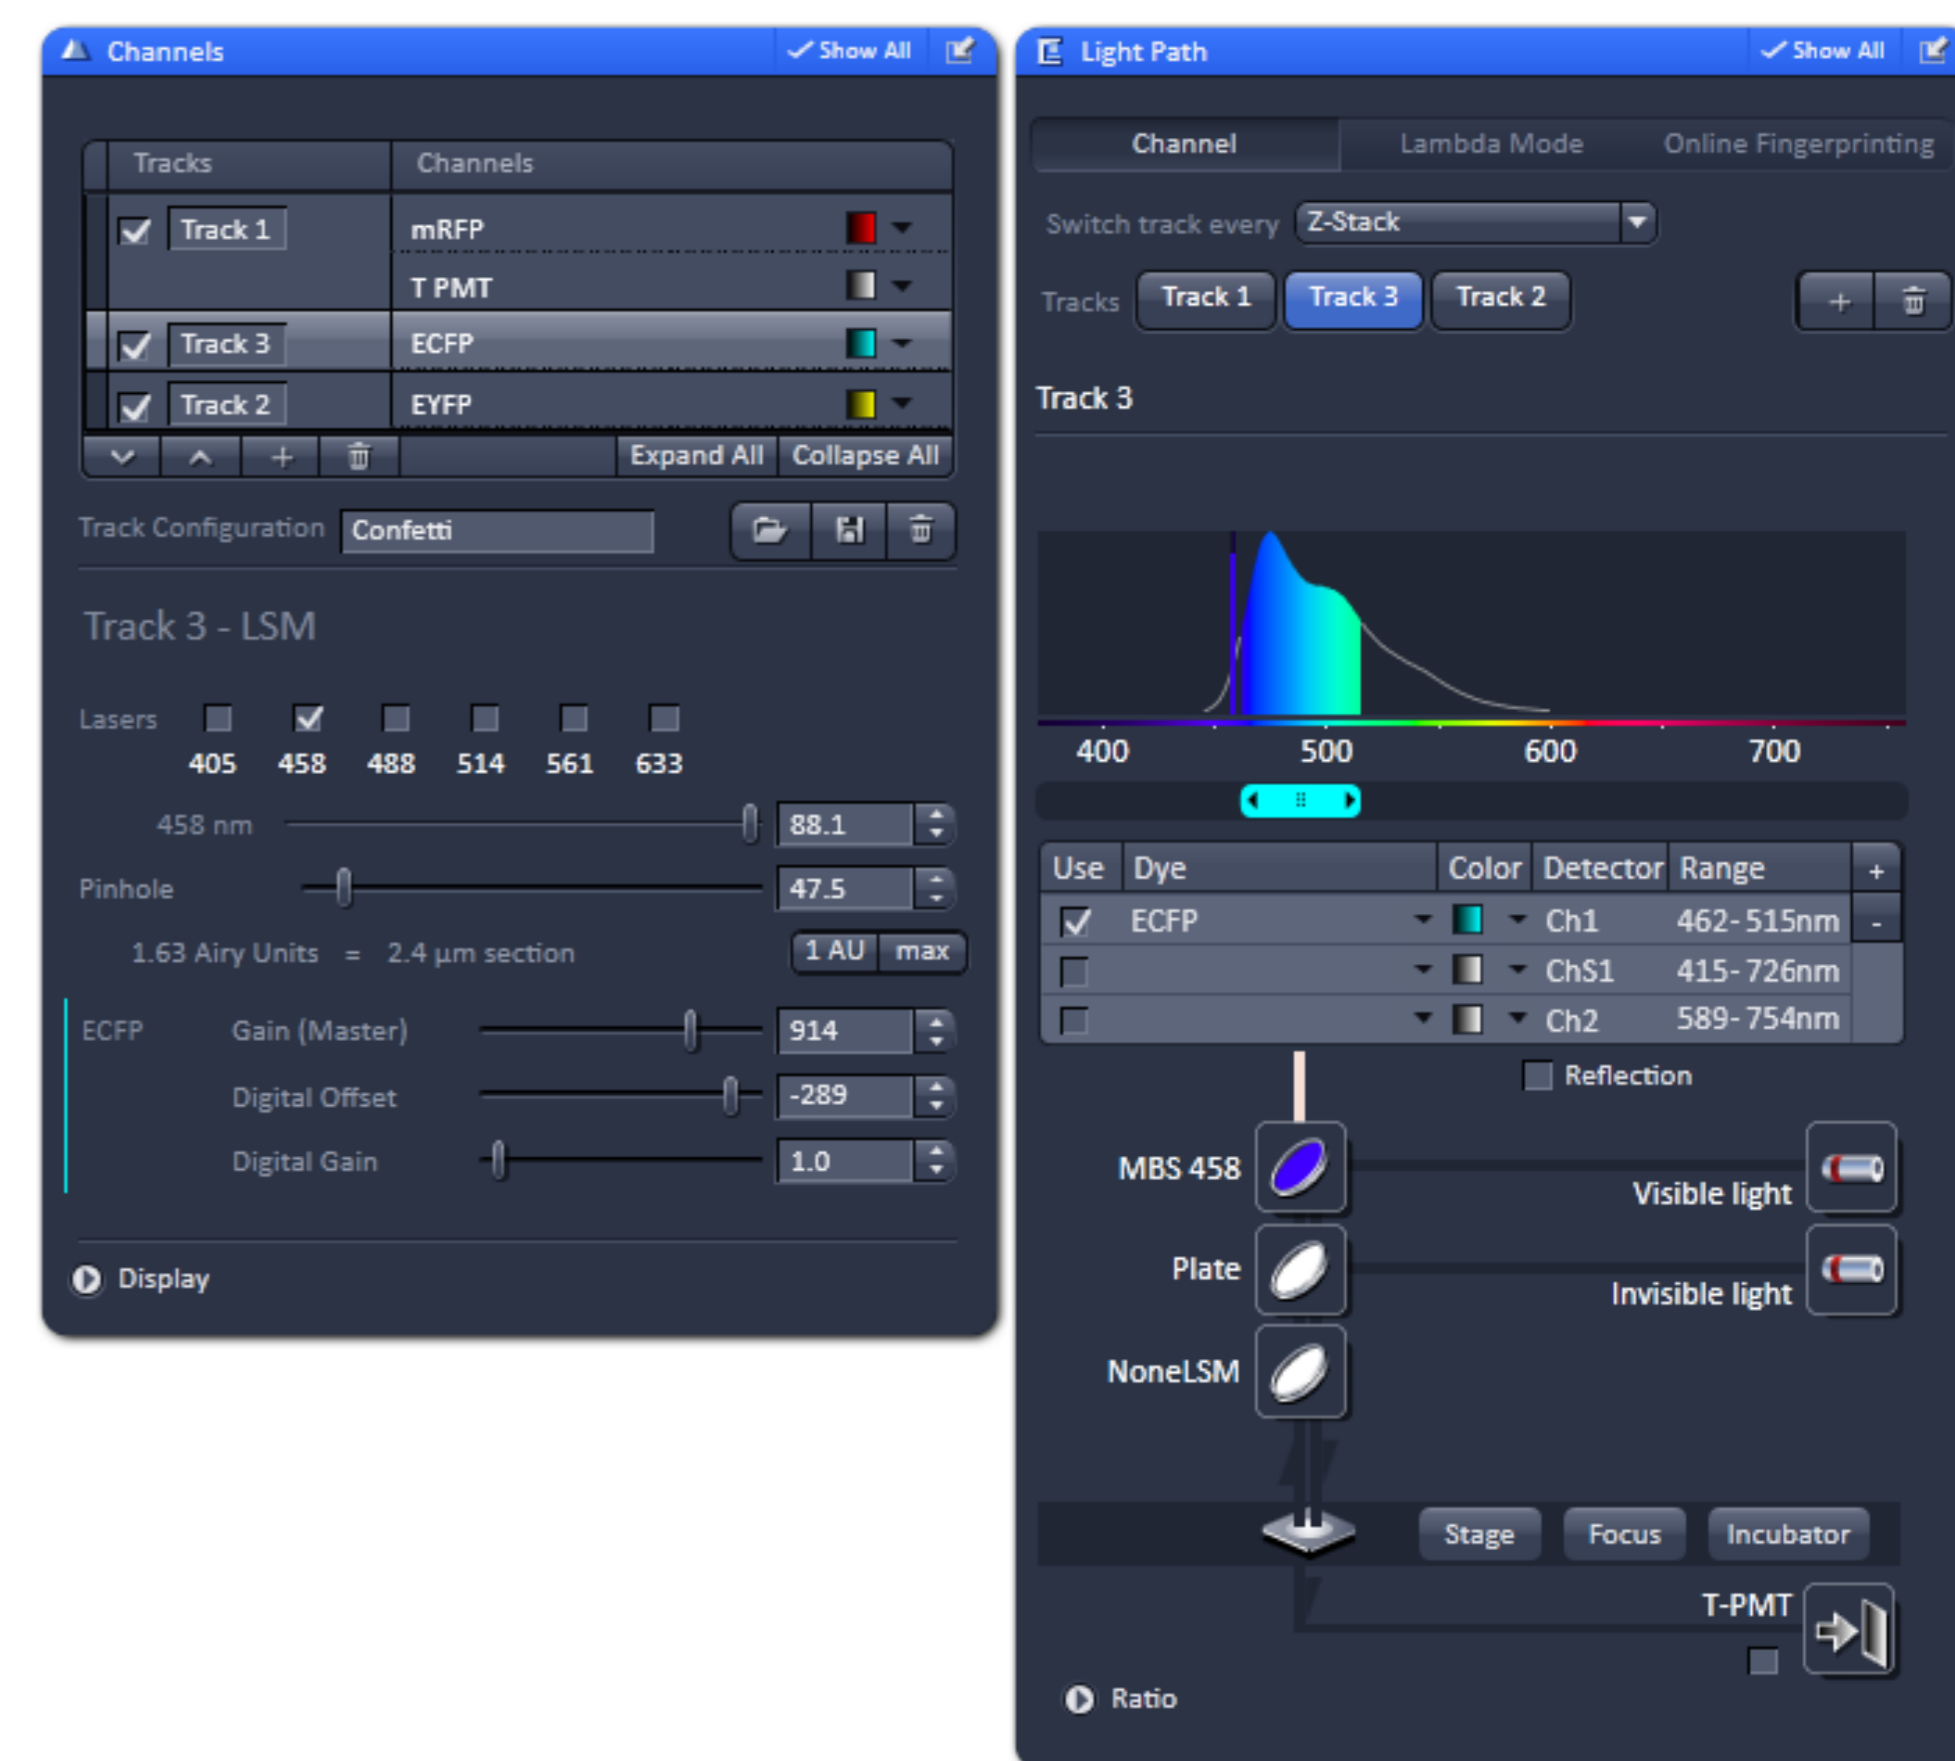 Channels
Show All
Tracks Channels
Track 1 mRFP
T PMT
Track 3 ECFP
Track 2 EYFP
Expand All Collapse All
Track Configuration Confetti
Track 3 - LSM
Lasers
405 458 488 514 561 633
458 nm 88.1
Pinhole 47.5
1.63 Airy Units = 2.4 µm section 1 AU max
ECFP Gain (Master) 914
Digital Offset -289
Digital Gain 1.0
Display
Light Path
Show All
Channel Lambda Mode Online Fingerprinting
Switch track every Z-Stack
Tracks Track 1 Track 3 Track 2 +
Track 3
400 500 600 700
Use Dye Color Detector Range +
ECFP Ch1 462-515nm -
ChS1 415-726nm
Ch2 589-754nm
Reflection
MBS 458
Visible light
Plate
Invisible light
NoneLSM
Stage Focus Incubator
T-PMT
Ratio